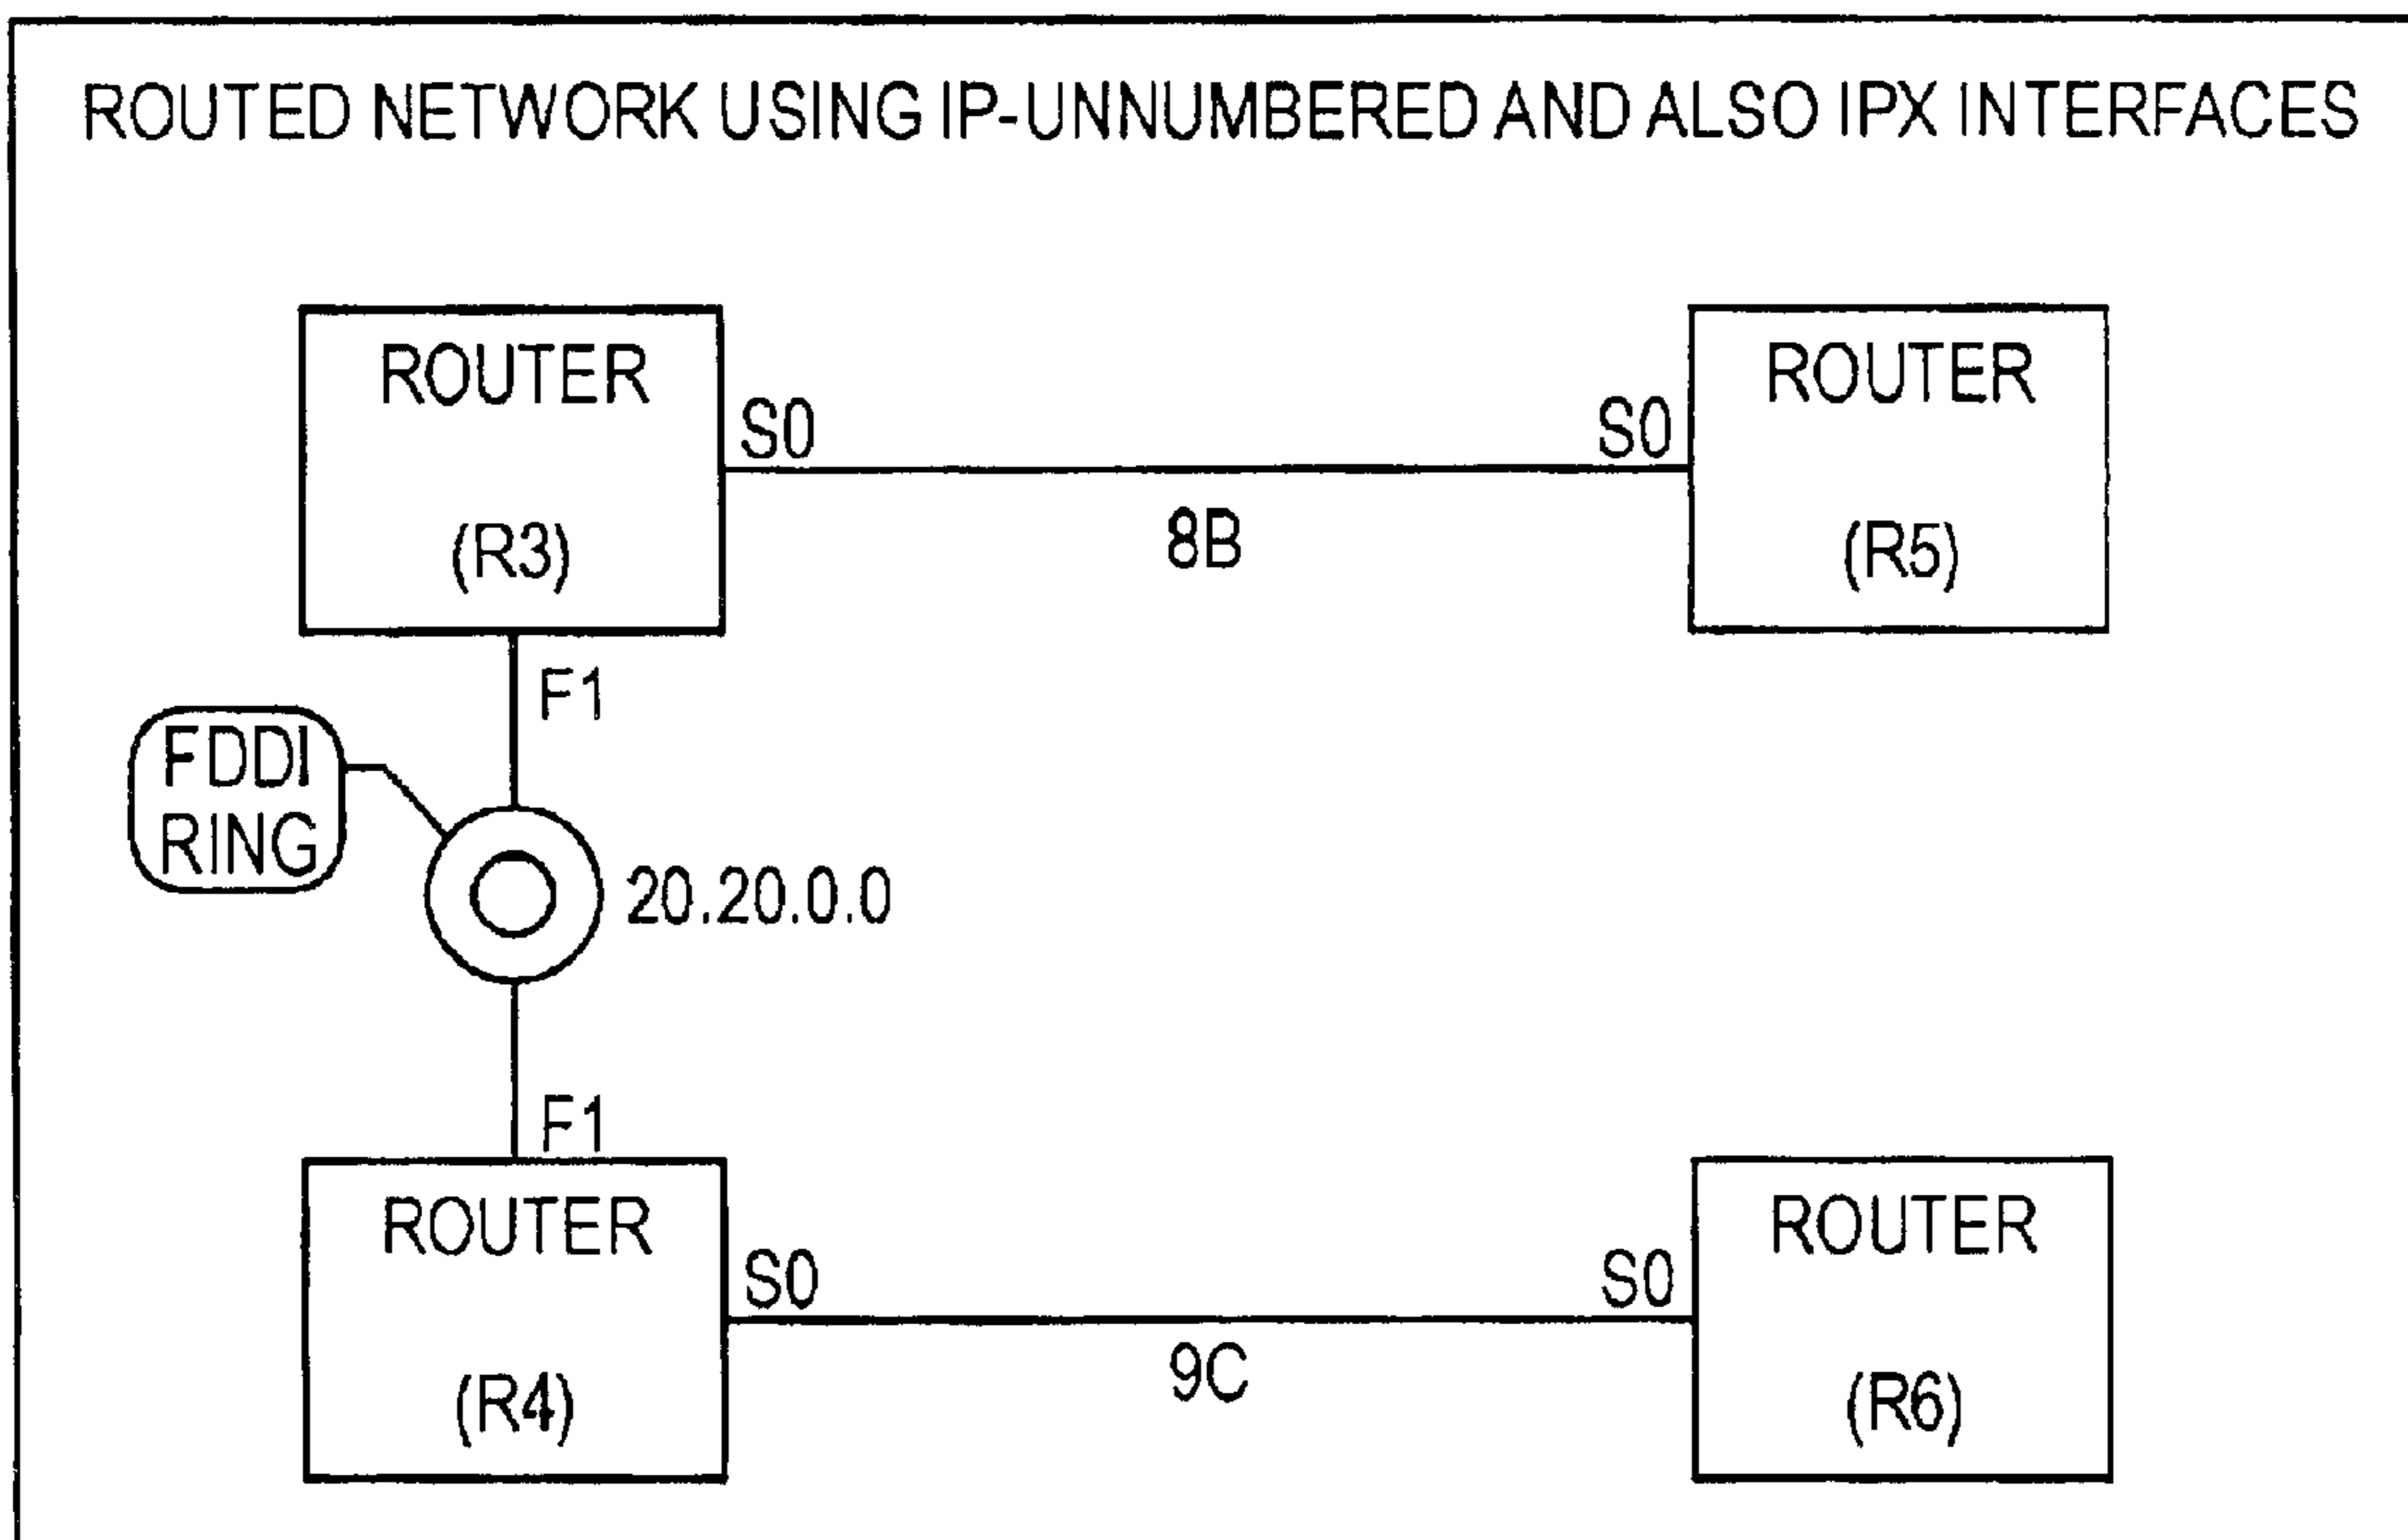 ROUTED NETWORK USING IP-UNNUMBERED AND ALSO IPX INTERFACES
ROUTER
(R3)
S0
S0
8B
ROUTER
(R5)
F1
FDDI
RING
20.20.0.0
F1
ROUTER
(R4)
S0
S0
9C
ROUTER
(R6)